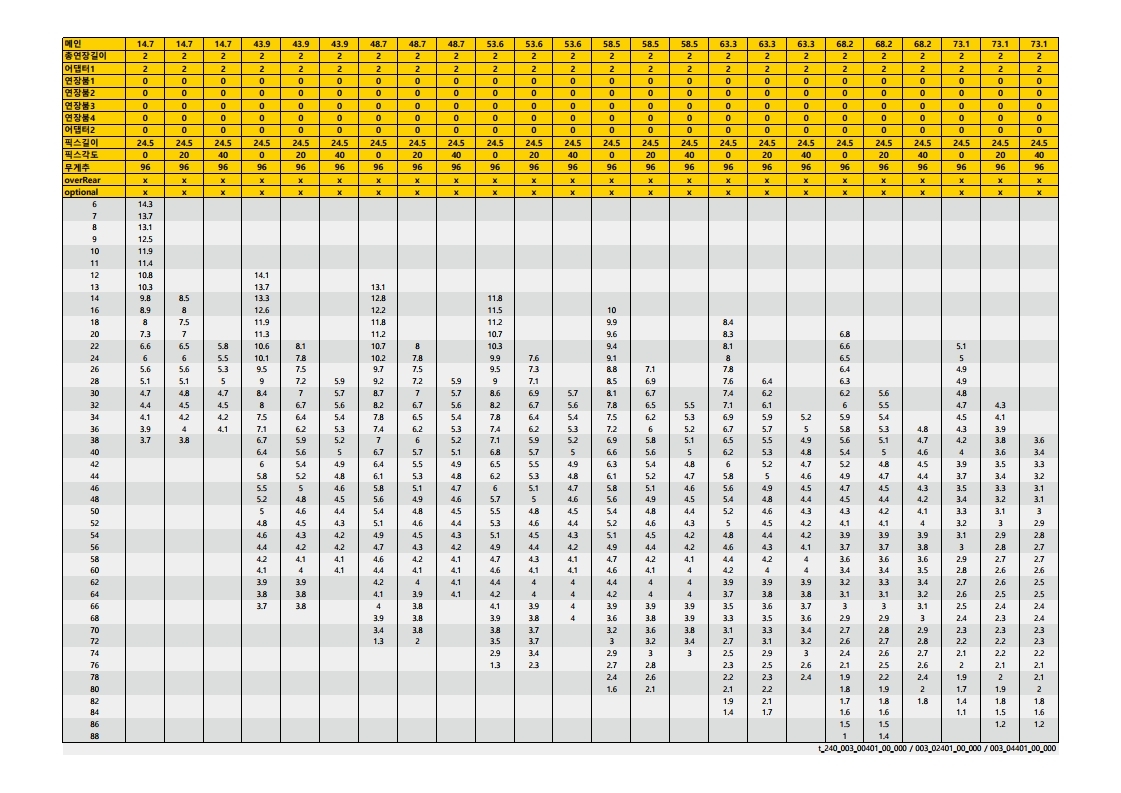 메인 14.7 14.7 14.7 43.9 43.9 43.9 48.7 48.7 48.7 53.6 53.6 53.6 58.5 58.5 58.5 63.3 63.3 63.3 68.2 68.2 68.2 73.1 73.1 73.1
총연장길이 2 2 2 2 2 2 2 2 2 2 2 2 2 2 2 2 2 2 2 2 2 2 2 2
어댑터1 2 2 2 2 2 2 2 2 2 2 2 2 2 2 2 2 2 2 2 2 2 2 2 2
연장붐1 0 0 0 0 0 0 0 0 0 0 0 0 0 0 0 0 0 0 0 0 0 0 0 0
연장붐2 0 0 0 0 0 0 0 0 0 0 0 0 0 0 0 0 0 0 0 0 0 0 0 0
연장붐3 0 0 0 0 0 0 0 0 0 0 0 0 0 0 0 0 0 0 0 0 0 0 0 0
연장붐4 0 0 0 0 0 0 0 0 0 0 0 0 0 0 0 0 0 0 0 0 0 0 0 0
어댑터2 0 0 0 0 0 0 0 0 0 0 0 0 0 0 0 0 0 0 0 0 0 0 0 0
픽스길이 24.5 24.5 24.5 24.5 24.5 24.5 24.5 24.5 24.5 24.5 24.5 24.5 24.5 24.5 24.5 24.5 24.5 24.5 24.5 24.5 24.5 24.5 24.5 24.5
픽스각도 0 20 40 0 20 40 0 20 40 0 20 40 0 20 40 0 20 40 0 20 40 0 20 40
무게추 96 96 96 96 96 96 96 96 96 96 96 96 96 96 96 96 96 96 96 96 96 96 96 96
overRear x x x x x x x x x x x x x x x x x x x x x x x x
optional x x x x x x x x x x x x x x x x x x x x x x x x
6 14.3
7 13.7
8 13.1
9 12.5
10 11.9
11 11.4
12 10.8 14.1
13 10.3 13.7 13.1
14 9.8 8.5 13.3 12.8 11.8
16 8.9 8 12.6 12.2 11.5 10
18 8 7.5 11.9 11.8 11.2 9.9 8.4
20 7.3 7 11.3 11.2 10.7 9.6 8.3 6.8
22 6.6 6.5 5.8 10.6 8.1 10.7 8 10.3 9.4 8.1 6.6 5.1
24 6 6 5.5 10.1 7.8 10.2 7.8 9.9 7.6 9.1 8 6.5 5
26 5.6 5.6 5.3 9.5 7.5 9.7 7.5 9.5 7.3 8.8 7.1 7.8 6.4 4.9
28 5.1 5.1 5 9 7.2 5.9 9.2 7.2 5.9 9 7.1 8.5 6.9 7.6 6.4 6.3 4.9
30 4.7 4.8 4.7 8.4 7 5.7 8.7 7 5.7 8.6 6.9 5.7 8.1 6.7 7.4 6.2 6.2 5.6 4.8
32 4.4 4.5 4.5 8 6.7 5.6 8.2 6.7 5.6 8.2 6.7 5.6 7.8 6.5 5.5 7.1 6.1 6 5.5 4.7 4.3
34 4.1 4.2 4.2 7.5 6.4 5.4 7.8 6.5 5.4 7.8 6.4 5.4 7.5 6.2 5.3 6.9 5.9 5.2 5.9 5.4 4.5 4.1
36 3.9 4 4.1 7.1 6.2 5.3 7.4 6.2 5.3 7.4 6.2 5.3 7.2 6 5.2 6.7 5.7 5 5.8 5.3 4.8 4.3 3.9
38 3.7 3.8 6.7 5.9 5.2 7 6 5.2 7.1 5.9 5.2 6.9 5.8 5.1 6.5 5.5 4.9 5.6 5.1 4.7 4.2 3.8 3.6
40 6.4 5.6 5 6.7 5.7 5.1 6.8 5.7 5 6.6 5.6 5 6.2 5.3 4.8 5.4 5 4.6 4 3.6 3.4
42 6 5.4 4.9 6.4 5.5 4.9 6.5 5.5 4.9 6.3 5.4 4.8 6 5.2 4.7 5.2 4.8 4.5 3.9 3.5 3.3
44 5.8 5.2 4.8 6.1 5.3 4.8 6.2 5.3 4.8 6.1 5.2 4.7 5.8 5 4.6 4.9 4.7 4.4 3.7 3.4 3.2
46 5.5 5 4.6 5.8 5.1 4.7 6 5.1 4.7 5.8 5.1 4.6 5.6 4.9 4.5 4.7 4.5 4.3 3.5 3.3 3.1
48 5.2 4.8 4.5 5.6 4.9 4.6 5.7 5 4.6 5.6 4.9 4.5 5.4 4.8 4.4 4.5 4.4 4.2 3.4 3.2 3.1
50 5 4.6 4.4 5.4 4.8 4.5 5.5 4.8 4.5 5.4 4.8 4.4 5.2 4.6 4.3 4.3 4.2 4.1 3.3 3.1 3
52 4.8 4.5 4.3 5.1 4.6 4.4 5.3 4.6 4.4 5.2 4.6 4.3 5 4.5 4.2 4.1 4.1 4 3.2 3 2.9
54 4.6 4.3 4.2 4.9 4.5 4.3 5.1 4.5 4.3 5.1 4.5 4.2 4.8 4.4 4.2 3.9 3.9 3.9 3.1 2.9 2.8
56 4.4 4.2 4.2 4.7 4.3 4.2 4.9 4.4 4.2 4.9 4.4 4.2 4.6 4.3 4.1 3.7 3.7 3.8 3 2.8 2.7
58 4.2 4.1 4.1 4.6 4.2 4.1 4.7 4.3 4.1 4.7 4.2 4.1 4.4 4.2 4 3.6 3.6 3.6 2.9 2.7 2.7
60 4.1 4 4.1 4.4 4.1 4.1 4.6 4.1 4.1 4.6 4.1 4 4.2 4 4 3.4 3.4 3.5 2.8 2.6 2.6
62 3.9 3.9 4.2 4 4.1 4.4 4 4 4.4 4 4 3.9 3.9 3.9 3.2 3.3 3.4 2.7 2.6 2.5
64 3.8 3.8 4.1 3.9 4.1 4.2 4 4 4.2 4 4 3.7 3.8 3.8 3.1 3.1 3.2 2.6 2.5 2.5
66 3.7 3.8 4 3.8 4.1 3.9 4 3.9 3.9 3.9 3.5 3.6 3.7 3 3 3.1 2.5 2.4 2.4
68 3.9 3.8 3.9 3.8 4 3.6 3.8 3.9 3.3 3.5 3.6 2.9 2.9 3 2.4 2.3 2.4
70 3.4 3.8 3.8 3.7 3.2 3.6 3.8 3.1 3.3 3.4 2.7 2.8 2.9 2.3 2.3 2.3
72 1.3 2 3.5 3.7 3 3.2 3.4 2.7 3.1 3.2 2.6 2.7 2.8 2.2 2.2 2.3
74 2.9 3.4 2.9 3 3 2.5 2.9 3 2.4 2.6 2.7 2.1 2.2 2.2
76 1.3 2.3 2.7 2.8 2.3 2.5 2.6 2.1 2.5 2.6 2 2.1 2.1
78 2.4 2.6 2.2 2.3 2.4 1.9 2.2 2.4 1.9 2 2.1
80 1.6 2.1 2.1 2.2 1.8 1.9 2 1.7 1.9 2
82 1.9 2.1 1.7 1.8 1.8 1.4 1.8 1.8
84 1.4 1.7 1.6 1.6 1.1 1.5 1.6
86 1.5 1.5 1.2 1.2
88 1 1.4
t_240_003_00401_00_000 / 003_02401_00_000 / 003_04401_00_000